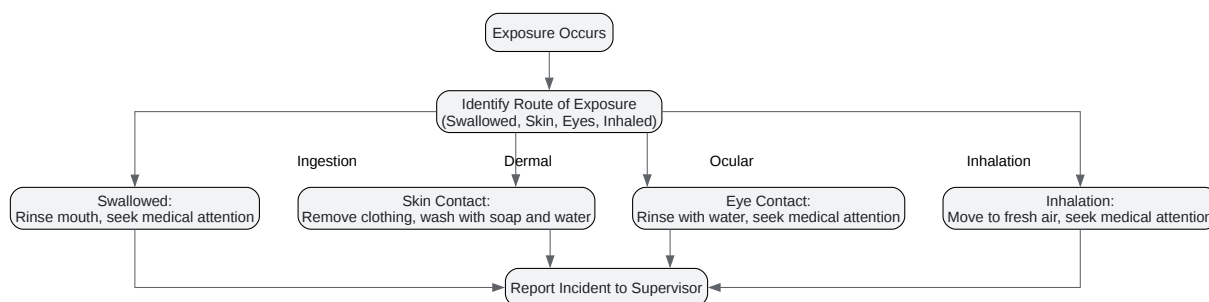 Exposure Occurs
Identify Route of Exposure
(Swallowed, Skin, Eyes, Inhaled)
Ingestion
Dermal
Ocular
Inhalation
Swallowed:
Rinse mouth, seek medical attention
Skin Contact:
Remove clothing, wash with soap and water
Eye Contact:
Rinse with water, seek medical attention
Inhalation:
Move to fresh air, seek medical attention
Report Incident to Supervisor